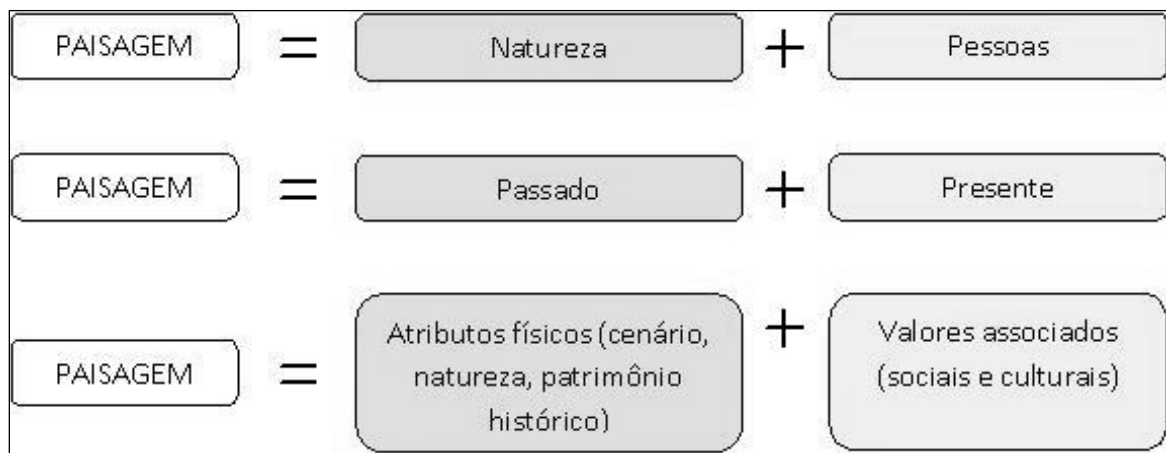 PAISAGEM = Natureza + Pessoas
PAISAGEM = Passado + Presente
PAISAGEM = Atributos físicos (cenário, natureza, patrimônio histórico) + Valores associados (sociais e culturais)